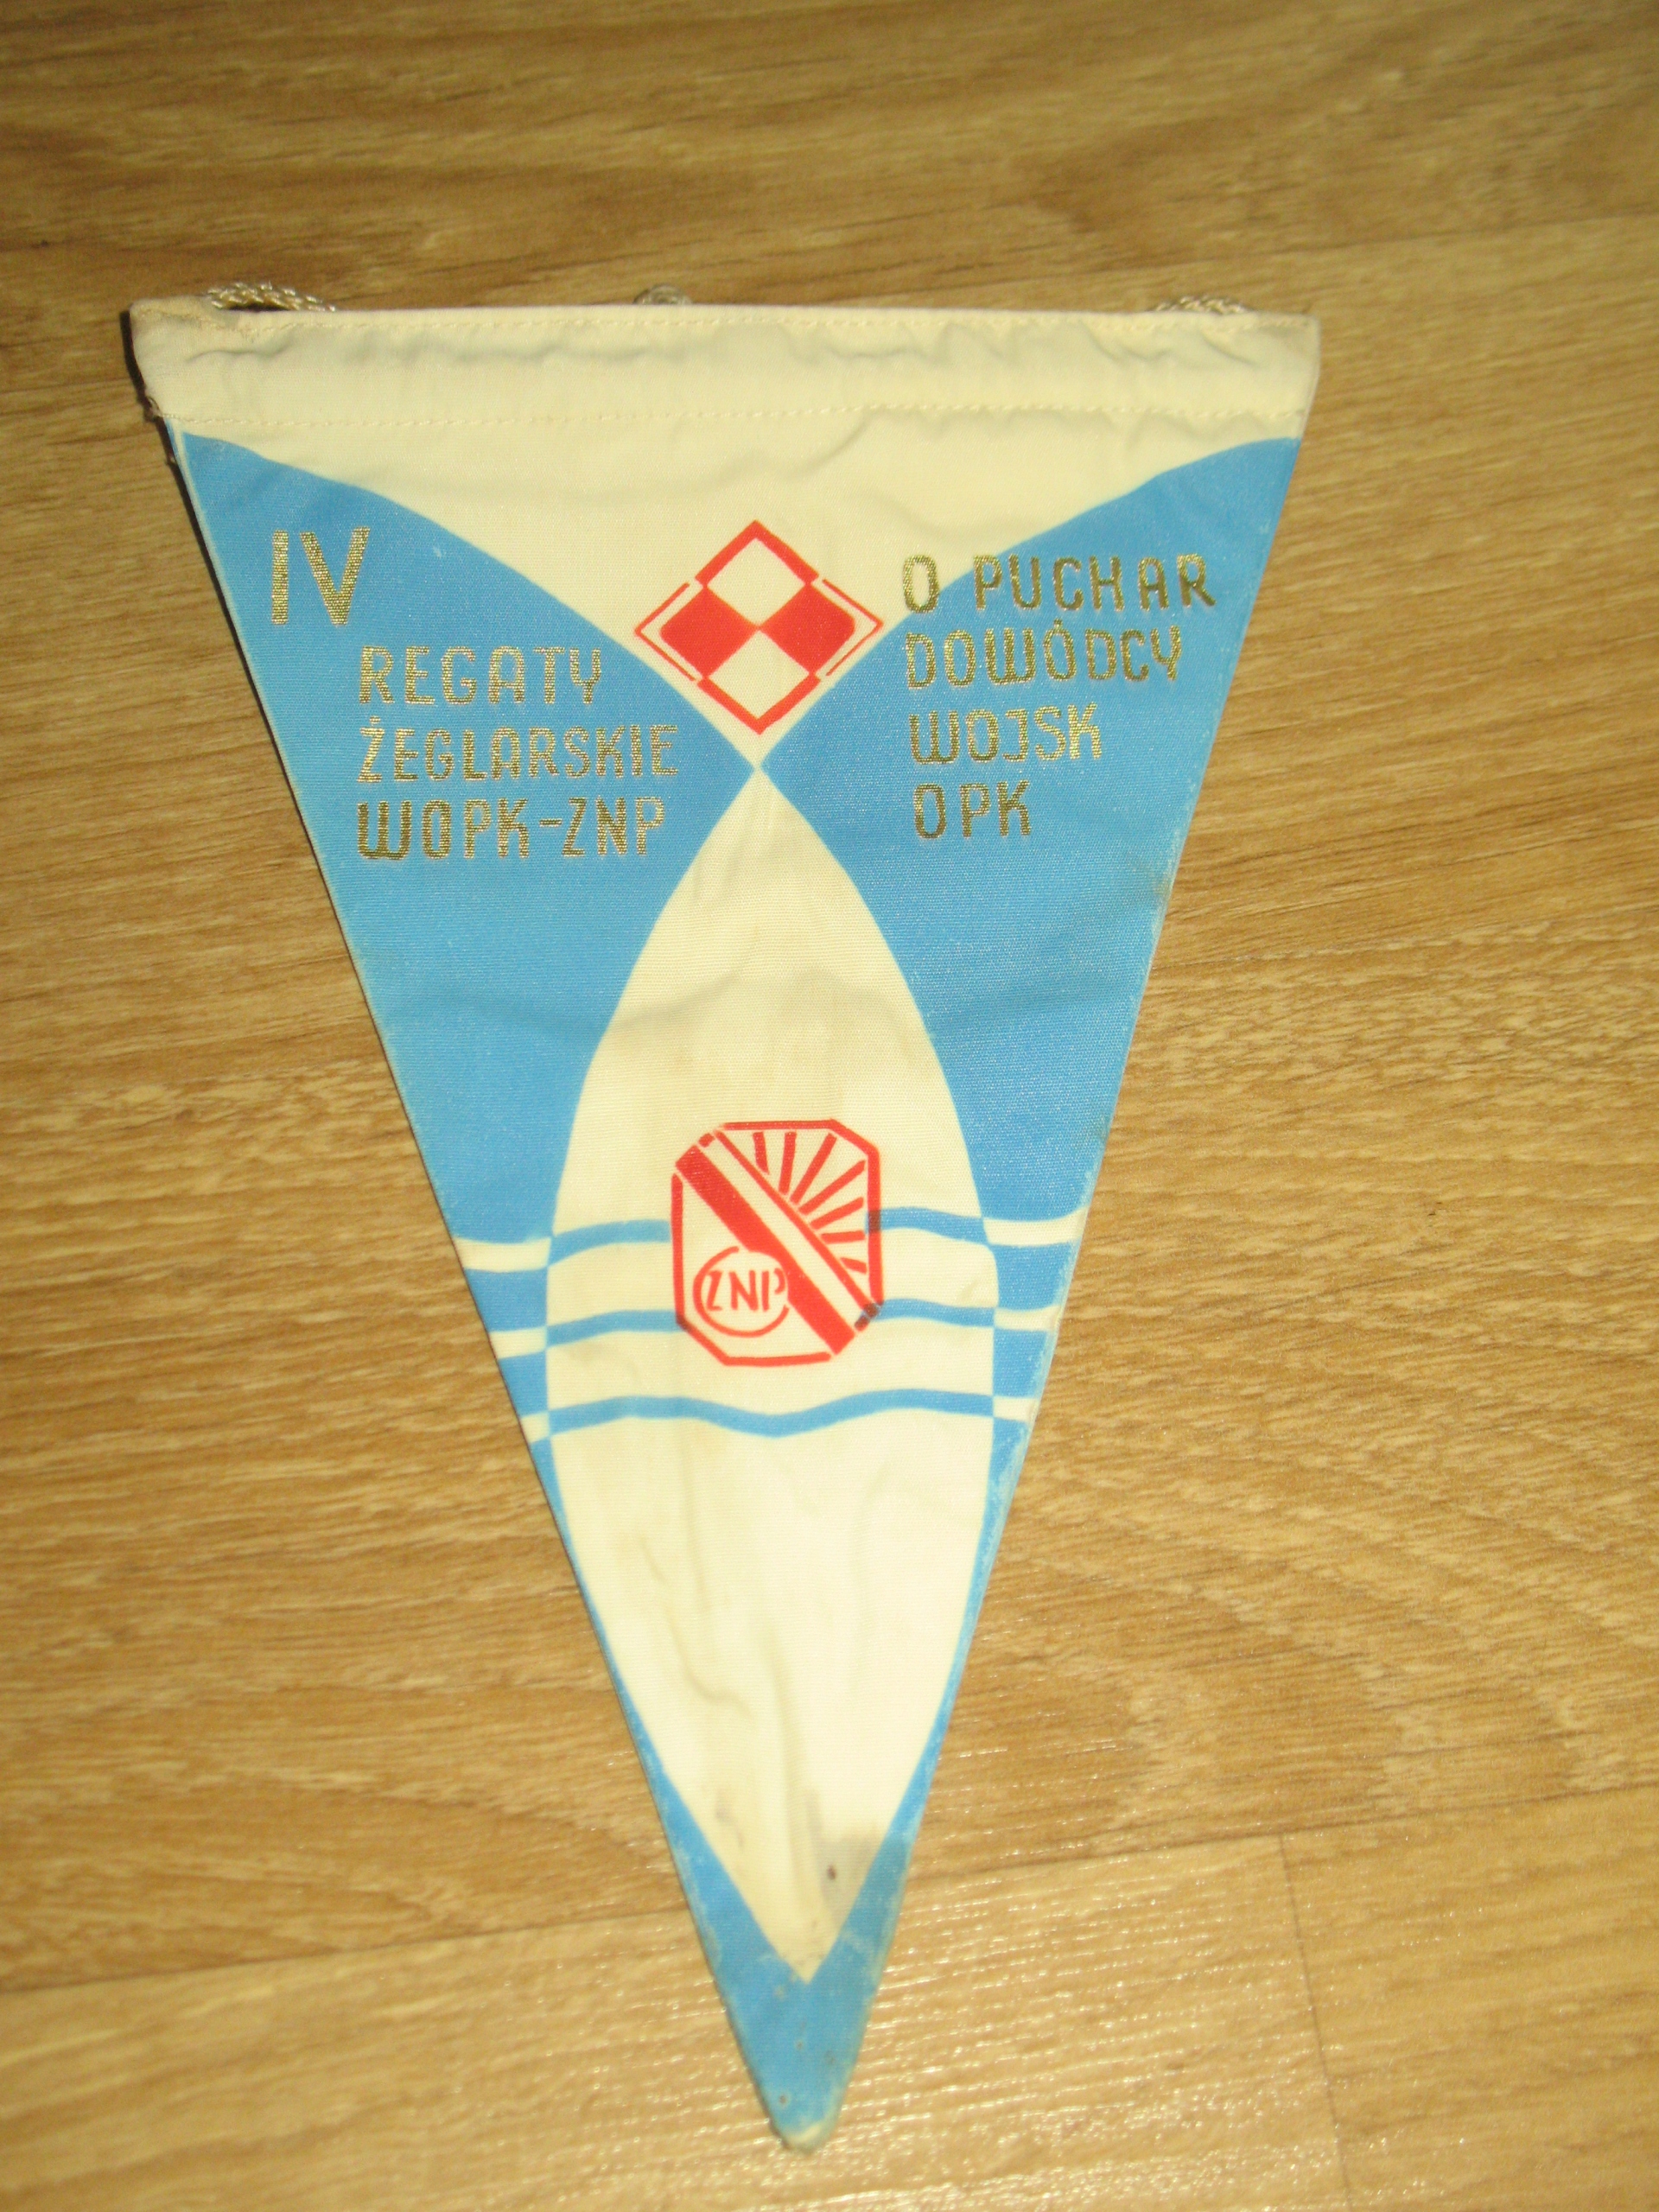 IV
REGATY
ŻEGLARSKIE
WOPK-ZNP
O PUCHAR
DOWÓDCY
WOJSK
OPK
ZNP